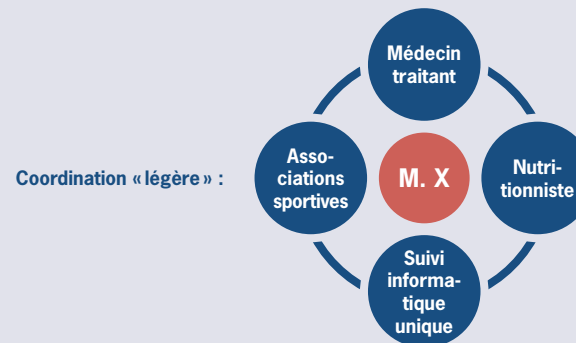 Médecin
traitant
Coordination « légère » :
Asso-
ciations
sportives
M. X
Nutri-
tionniste
Suivi
informa-
tique
unique